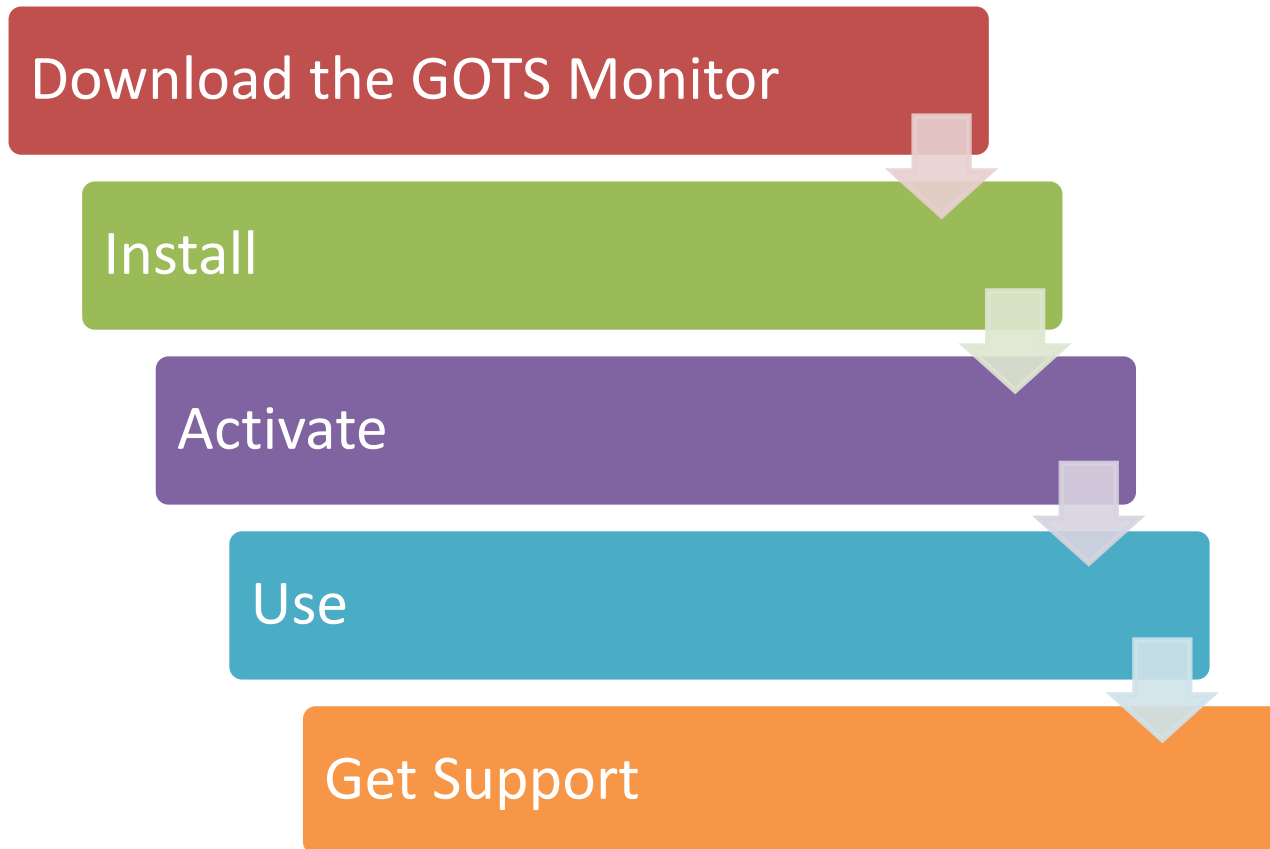 Download the GOTS Monitor
Install
Activate
Use
Get Support